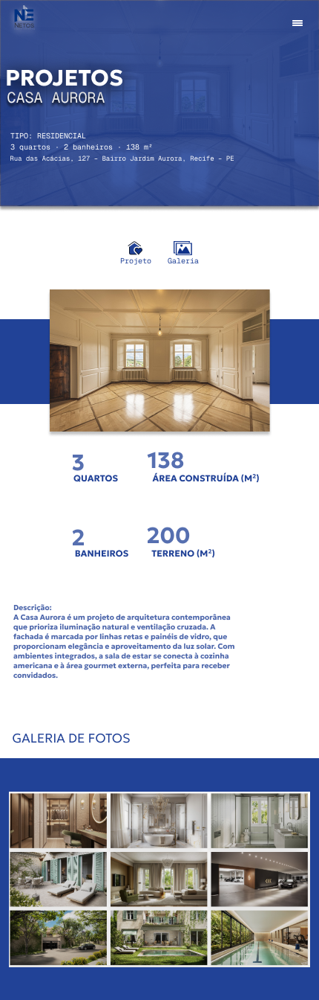 NE
NETOS
PROJETOS
CASA AURORA
TIPO: RESIDENCIAL
3 quartos · 2 banheiros · 138 m²
Rua das Acácias, 127 – Bairro Jardim Aurora, Recife – PE
Projeto Galeria
3 138
QUARTOS ÁREA CONSTRUÍDA (M²)
2 200
BANHEIROS TERRENO (M²)
Descrição:
A Casa Aurora é um projeto de arquitetura contemporânea
que prioriza iluminação natural e ventilação cruzada. A
fachada é marcada por linhas retas e painéis de vidro, que
proporcionam elegância e aproveitamento da luz solar. Com
ambientes integrados, a sala de estar se conecta à cozinha
americana e à área gourmet externa, perfeita para receber
convidados.
GALERIA DE FOTOS